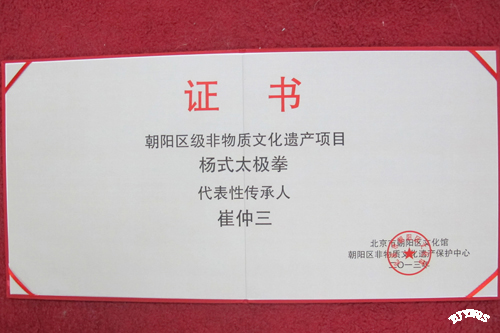 证 书
朝阳区级非物质文化遗产项目
杨式太极拳
代表性传承人
崔仲三
北京市朝阳区文化馆
朝阳区非物质文化遗产保护中心
二〇一三年
BJYMQS